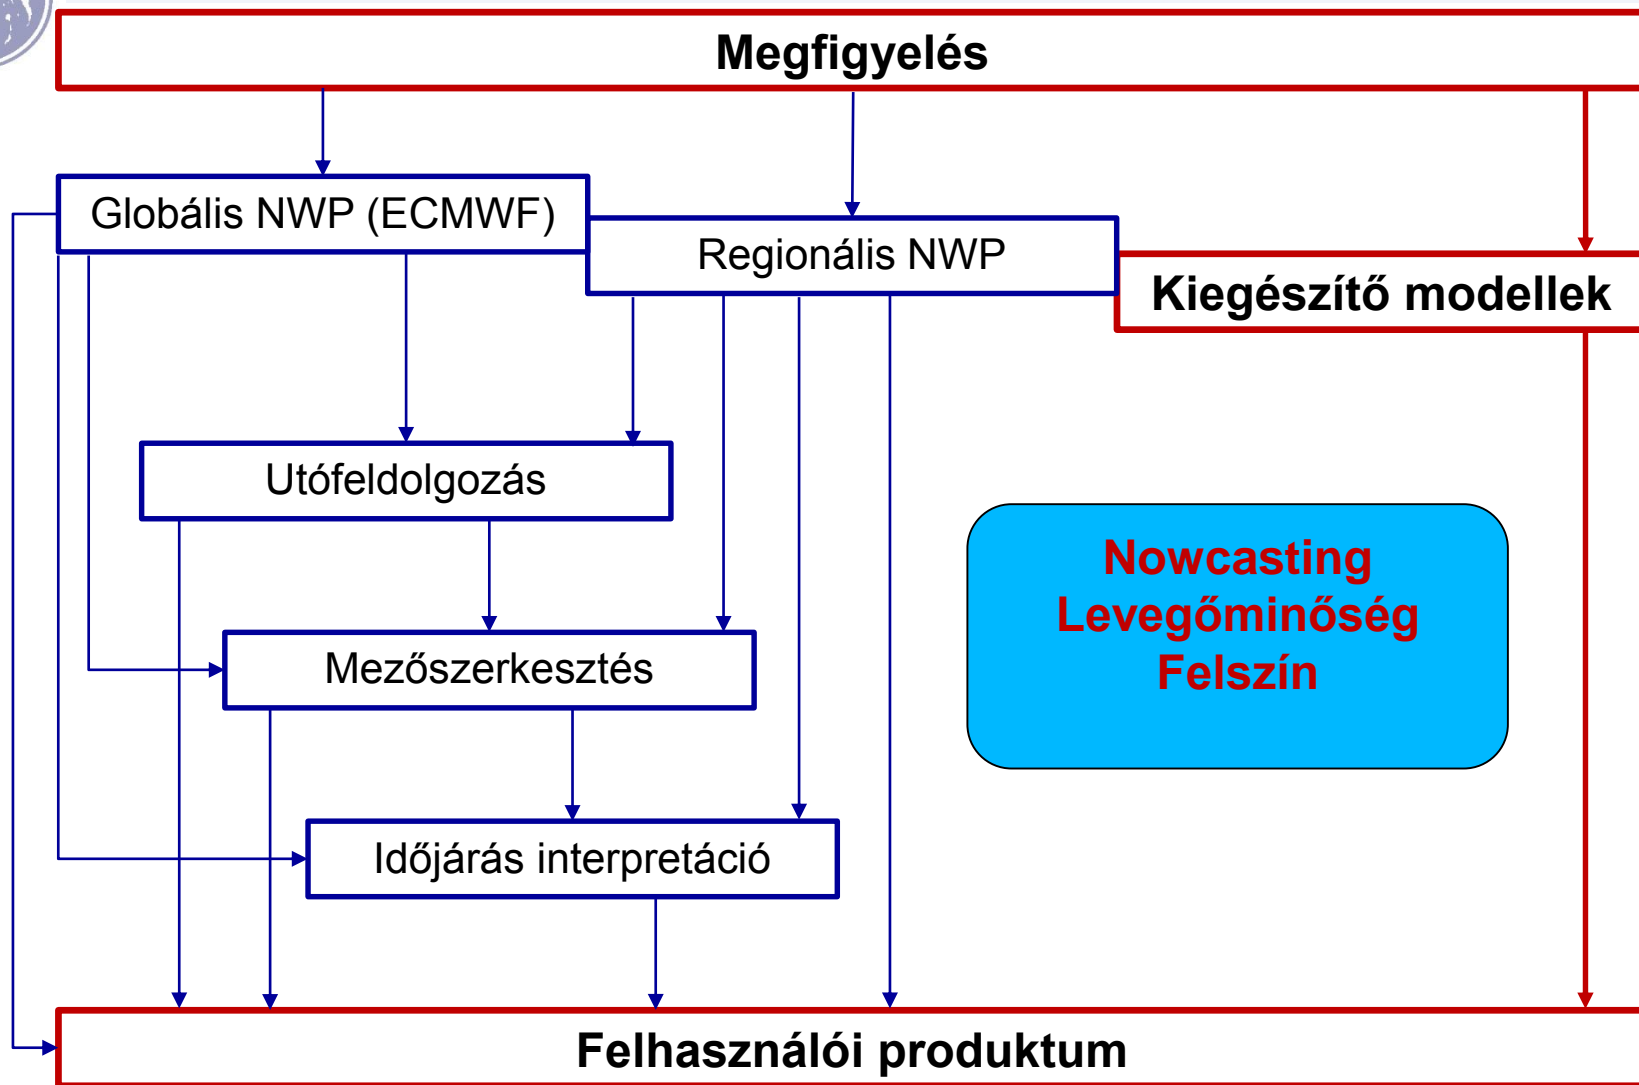 Megfigyelés
Globális NWP (ECMWF)
Regionális NWP
Kiegészítő modellek
Utófeldolgozás
Nowcasting
Levegőminőség
Felszín
Mezőszerkesztés
Időjárás interpretáció
Felhasználói produktum